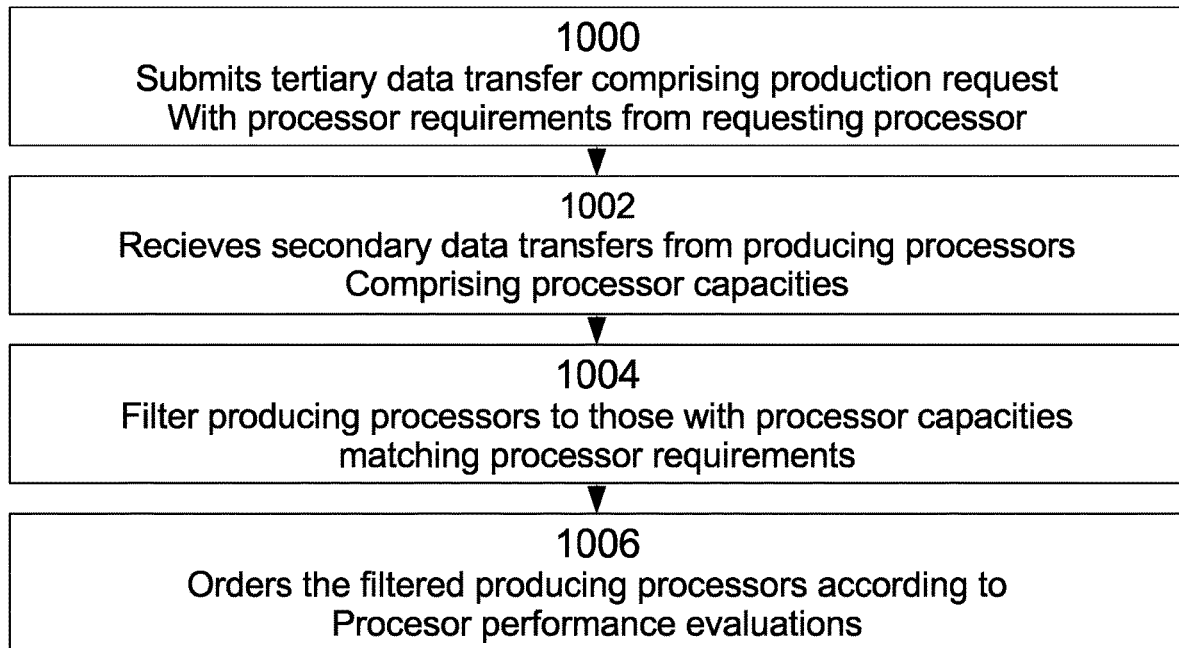 1000
Submits tertiary data transfer comprising production request
With processor requirements from requesting processor
1002
Recieves secondary data transfers from producing processors
Comprising processor capacities
1004
Filter producing processors to those with processor capacities
matching processor requirements
1006
Orders the filtered producing processors according to
Procesor performance evaluations